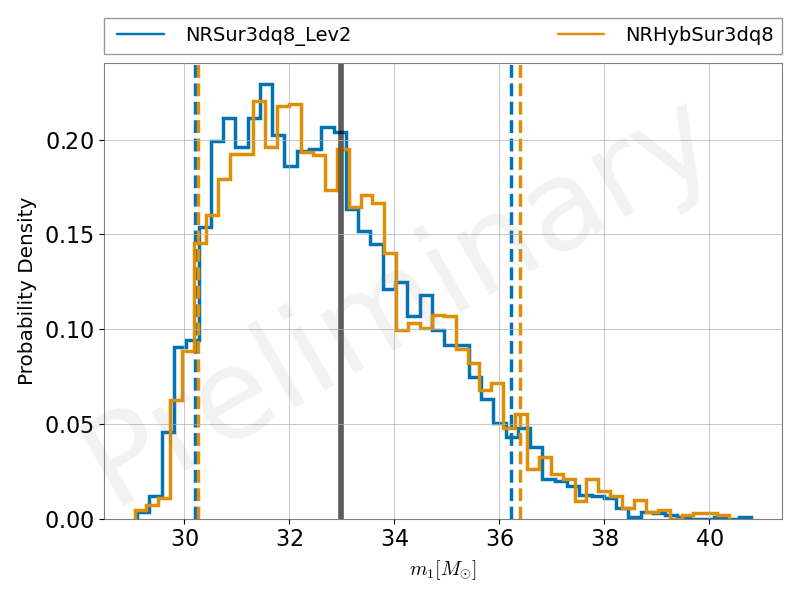 NRSur3dq8_Lev2 NRHybSur3dq8
0.20
0.15
0.10
0.05
0.00
Probability Density
Preliminary
30 32 34 36 38 40
m₁[M⊙]